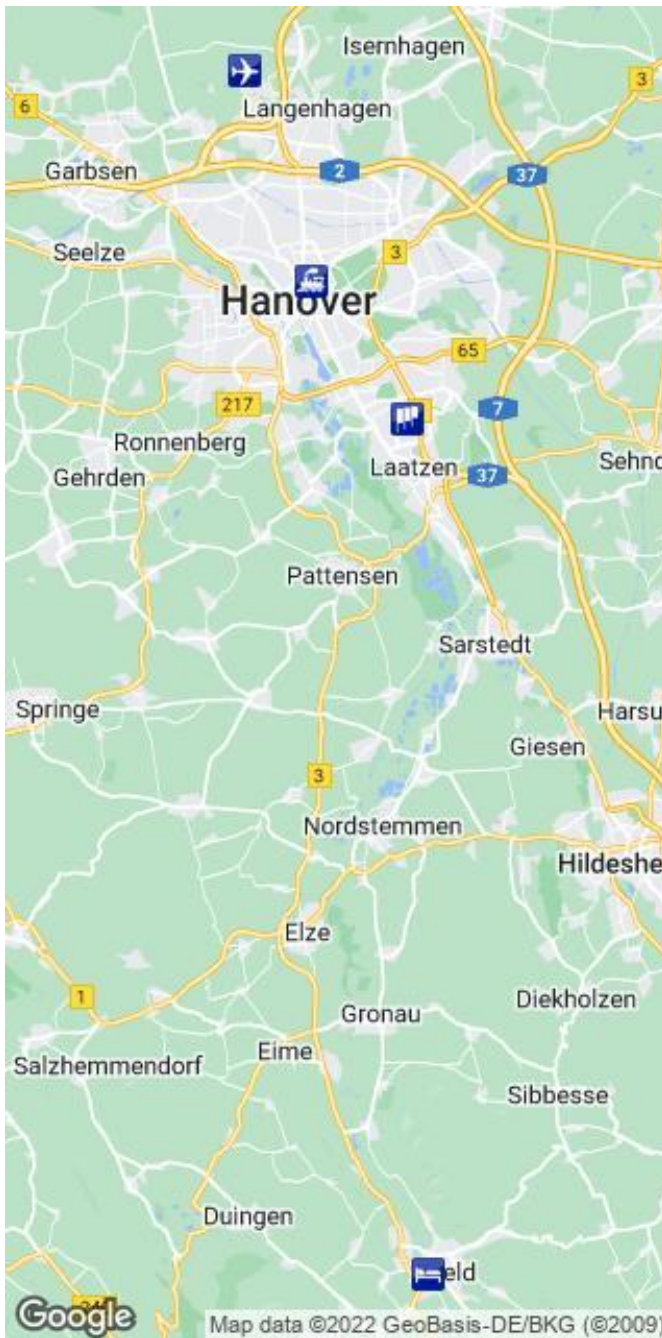 Isernhagen
3
6
Langenhagen
Garbsen
2
37
Seelze
3
Hanover
65
217
7
Ronnenberg
Laatzen
Sehnd
Gehrden
37
Pattensen
Sarstedt
Springe
Harsu
Giesen
3
Nordstemmen
Hildeshe
Elze
1
Diekholzen
Gronau
Eime
Salzhemmendorf
Sibbesse
Duingen
eld
Google
Map data ©2022 GeoBasis-DE/BKG (©2009)